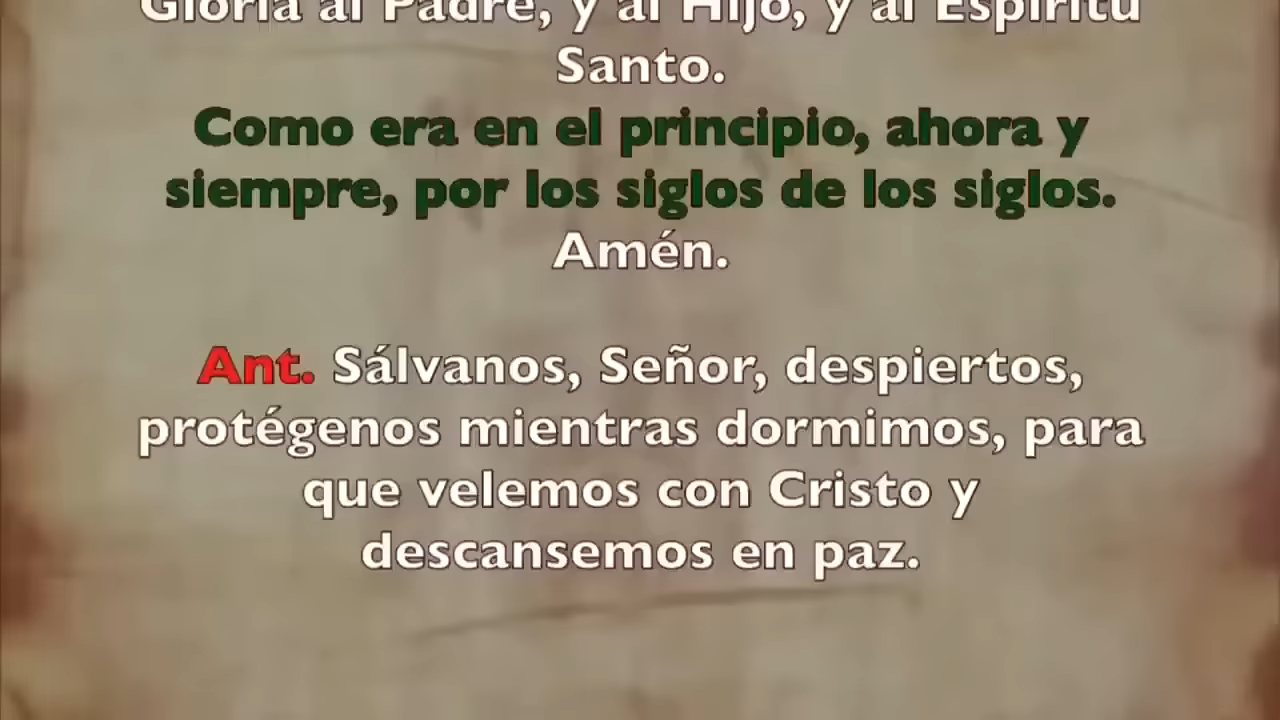 Gloria al Padre, y al Hijo, y al Espíritu
Santo.
Como era en el principio, ahora y
siempre, por los siglos de los siglos.
Amén.
Ant. Sálvanos, Señor, despiertos,
protégenos mientras dormimos, para
que velemos con Cristo y
descansemos en paz.